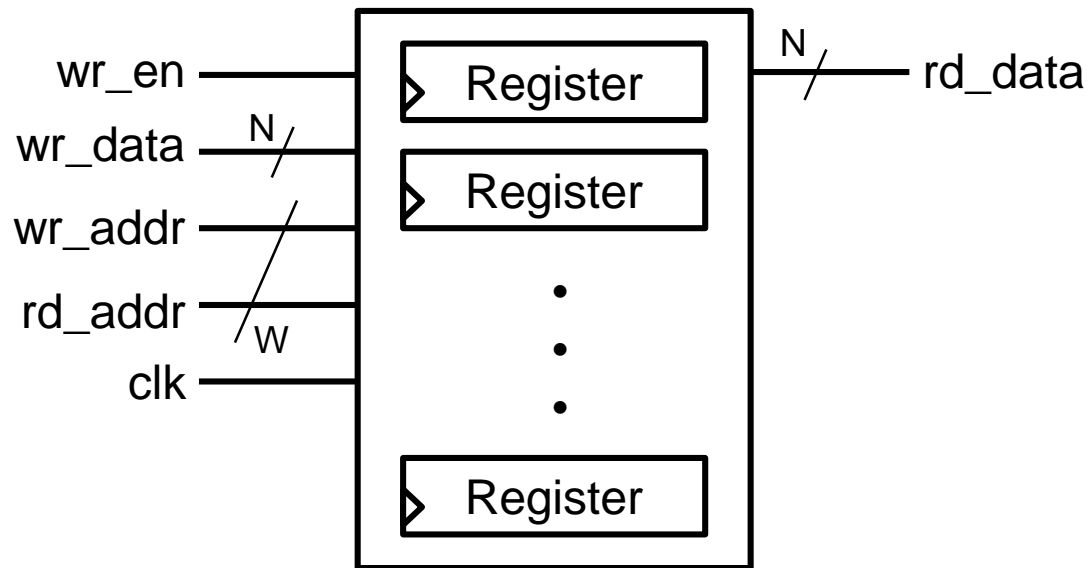 wr_en
wr_data
N
wr_addr
rd_addr
W
clk
Register
Register
Register
N
rd_data